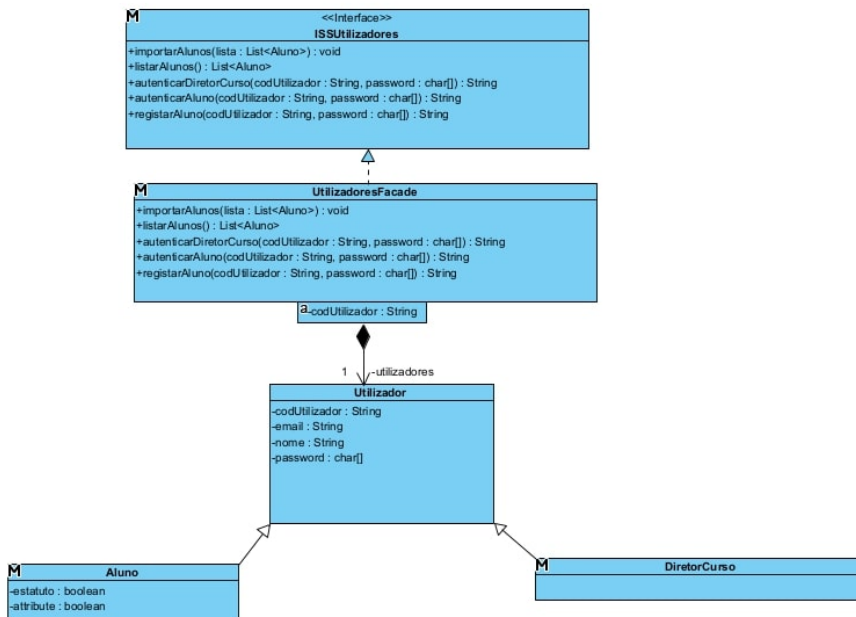 M
<<Interface>>
ISSUtilizadores
+importarAlunos(lista : List<Aluno>) : void
+listarAlunos() : List<Aluno>
+autenticarDiretorCurso(codUtilizador : String, password : char[]) : String
+autenticarAluno(codUtilizador : String, password : char[]) : String
+registarAluno(codUtilizador : String, password : char[]) : String
M
UtilizadoresFacade
+importarAlunos(lista : List<Aluno>) : void
+listarAlunos() : List<Aluno>
+autenticarDiretorCurso(codUtilizador : String, password : char[]) : String
+autenticarAluno(codUtilizador : String, password : char[]) : String
+registarAluno(codUtilizador : String, password : char[]) : String
a
-codUtilizador : String
1 -utilizadores
Utilizador
-codUtilizador : String
-email : String
-nome : String
-password : char[]
M
Aluno
-estatuto : boolean
-attribute : boolean
M
DiretorCurso